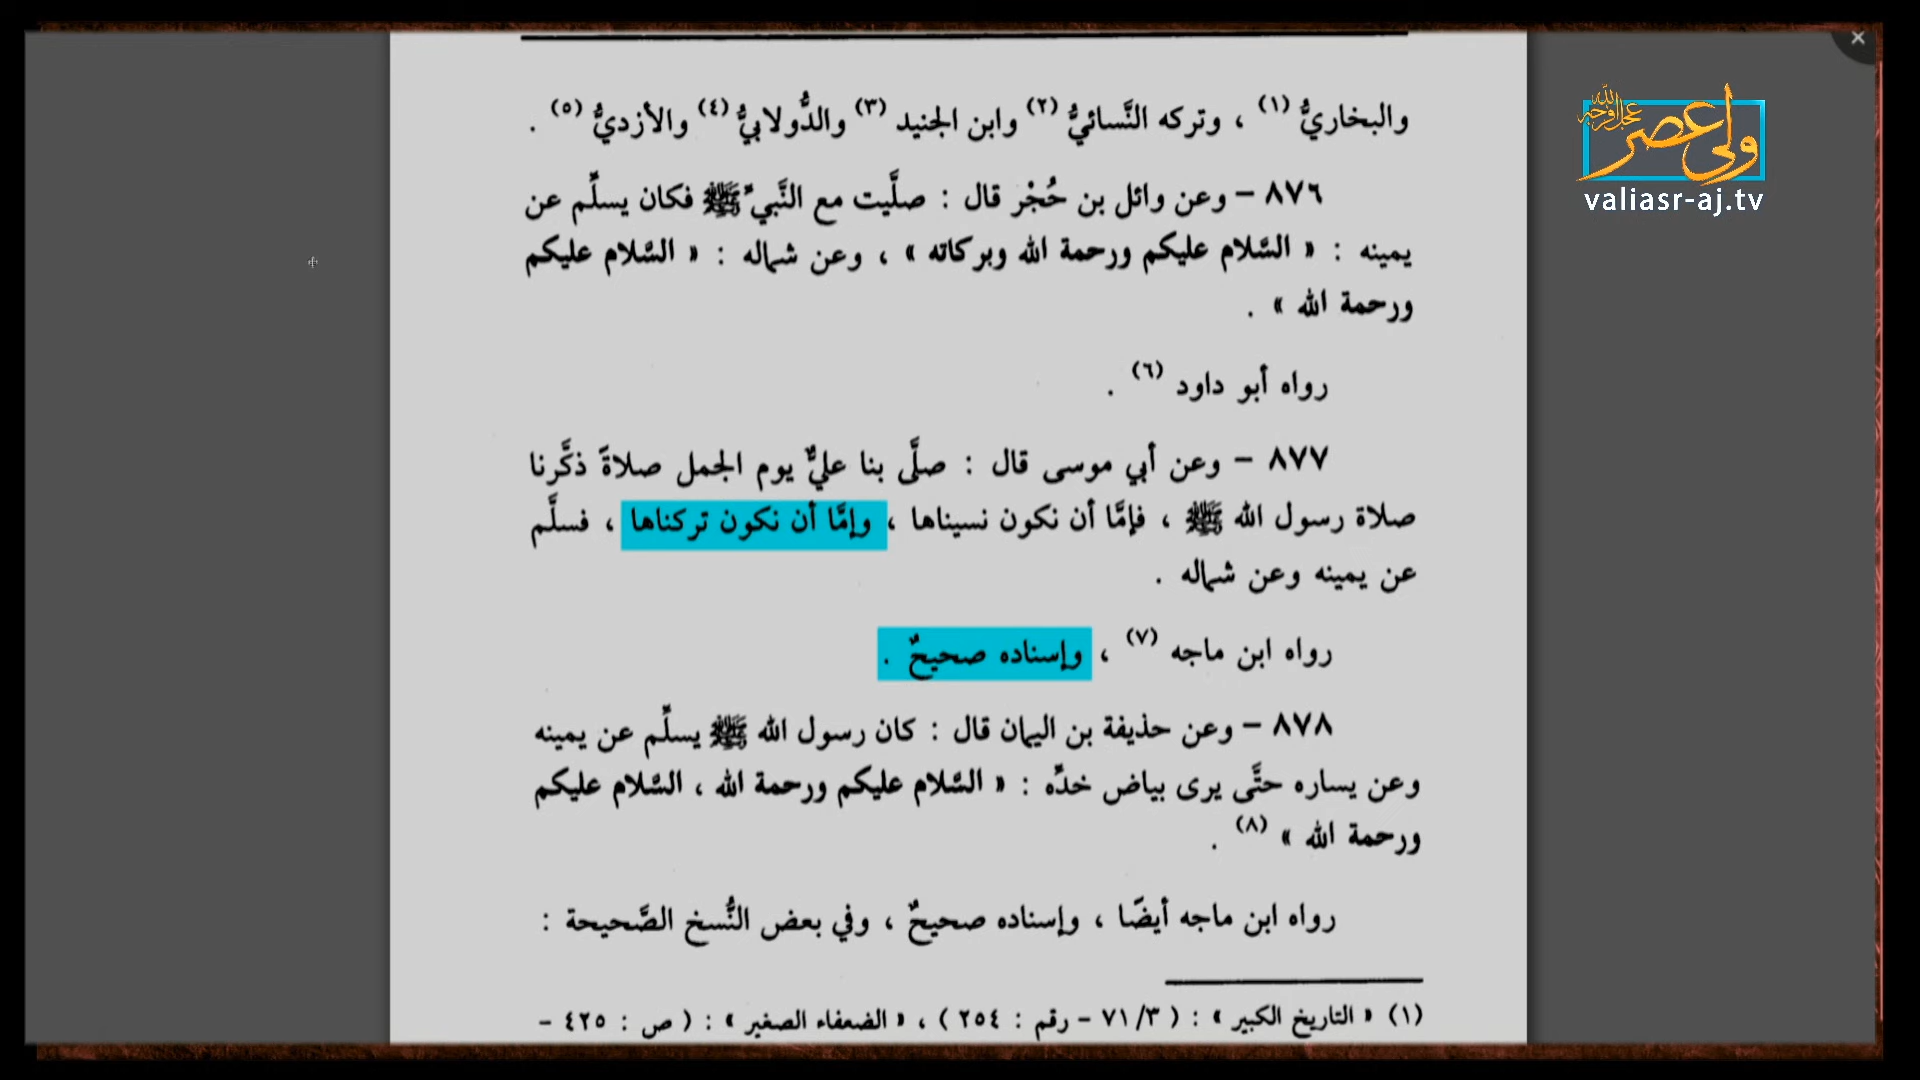 والبخاريُّ (١) ، وتركه النَّسائيُّ (٢) وابن الجنيد (٣) والدُّولابيُّ (٤) والأزديُّ (٥) .
٨٧٦ – وعن وائل بن حُجْر قال : صلَّيت مع النَّبيِّ ﷺ فكان يسلِّم عن
يمينه : « السَّلام عليكم ورحمة الله وبركاته » ، وعن شماله : « السَّلام عليكم
ورحمة الله » .
رواه أبو داود (٦) .
٨٧٧ – وعن أبي موسى قال : صلَّى بنا عليٌّ يوم الجمل صلاةً ذكَّرنا
صلاة رسول الله ﷺ ، فإمَّا أن نكون نسيناها ، وإمَّا أن نكون تركناها ، فسلَّم
عن يمينه وعن شماله .
رواه ابن ماجه (٧) ، وإسناده صحيحٌ .
٨٧٨ – وعن حذيفة بن اليمان قال : كان رسول الله ﷺ يسلِّم عن يمينه
وعن يساره حتَّى يرى بياض خدِّه : « السَّلام عليكم ورحمة الله ، السَّلام عليكم
ورحمة الله » (٨) .
رواه ابن ماجه أيضًا ، وإسناده صحيحٌ ، وفي بعض النُّسخ الصَّحيحة :
(١) « التاريخ الكبير » : ( ٧١/٣ – رقم : ٢٥٤ ) ، « الضعفاء الصغير » : ( ص : ٤٢٥ –
ولى عصر
عجل الله فرجه
valiasr-aj.tv